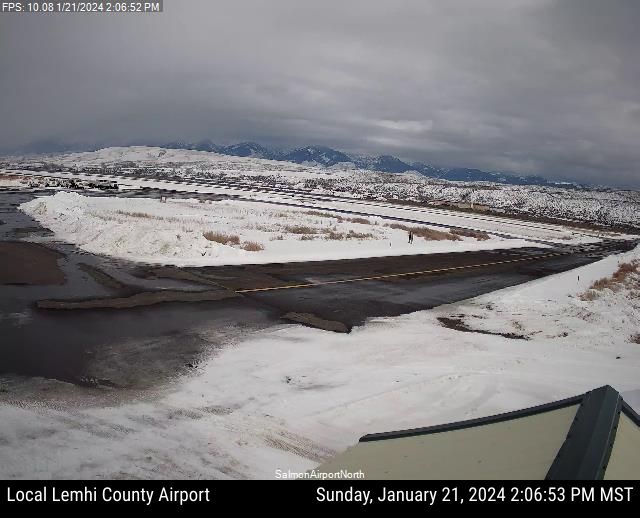 FPS: 10.08 1/21/2024 2:06:52 PM
SalmonAirportNorth
Local Lemhi County Airport Sunday, January 21, 2024 2:06:53 PM MST